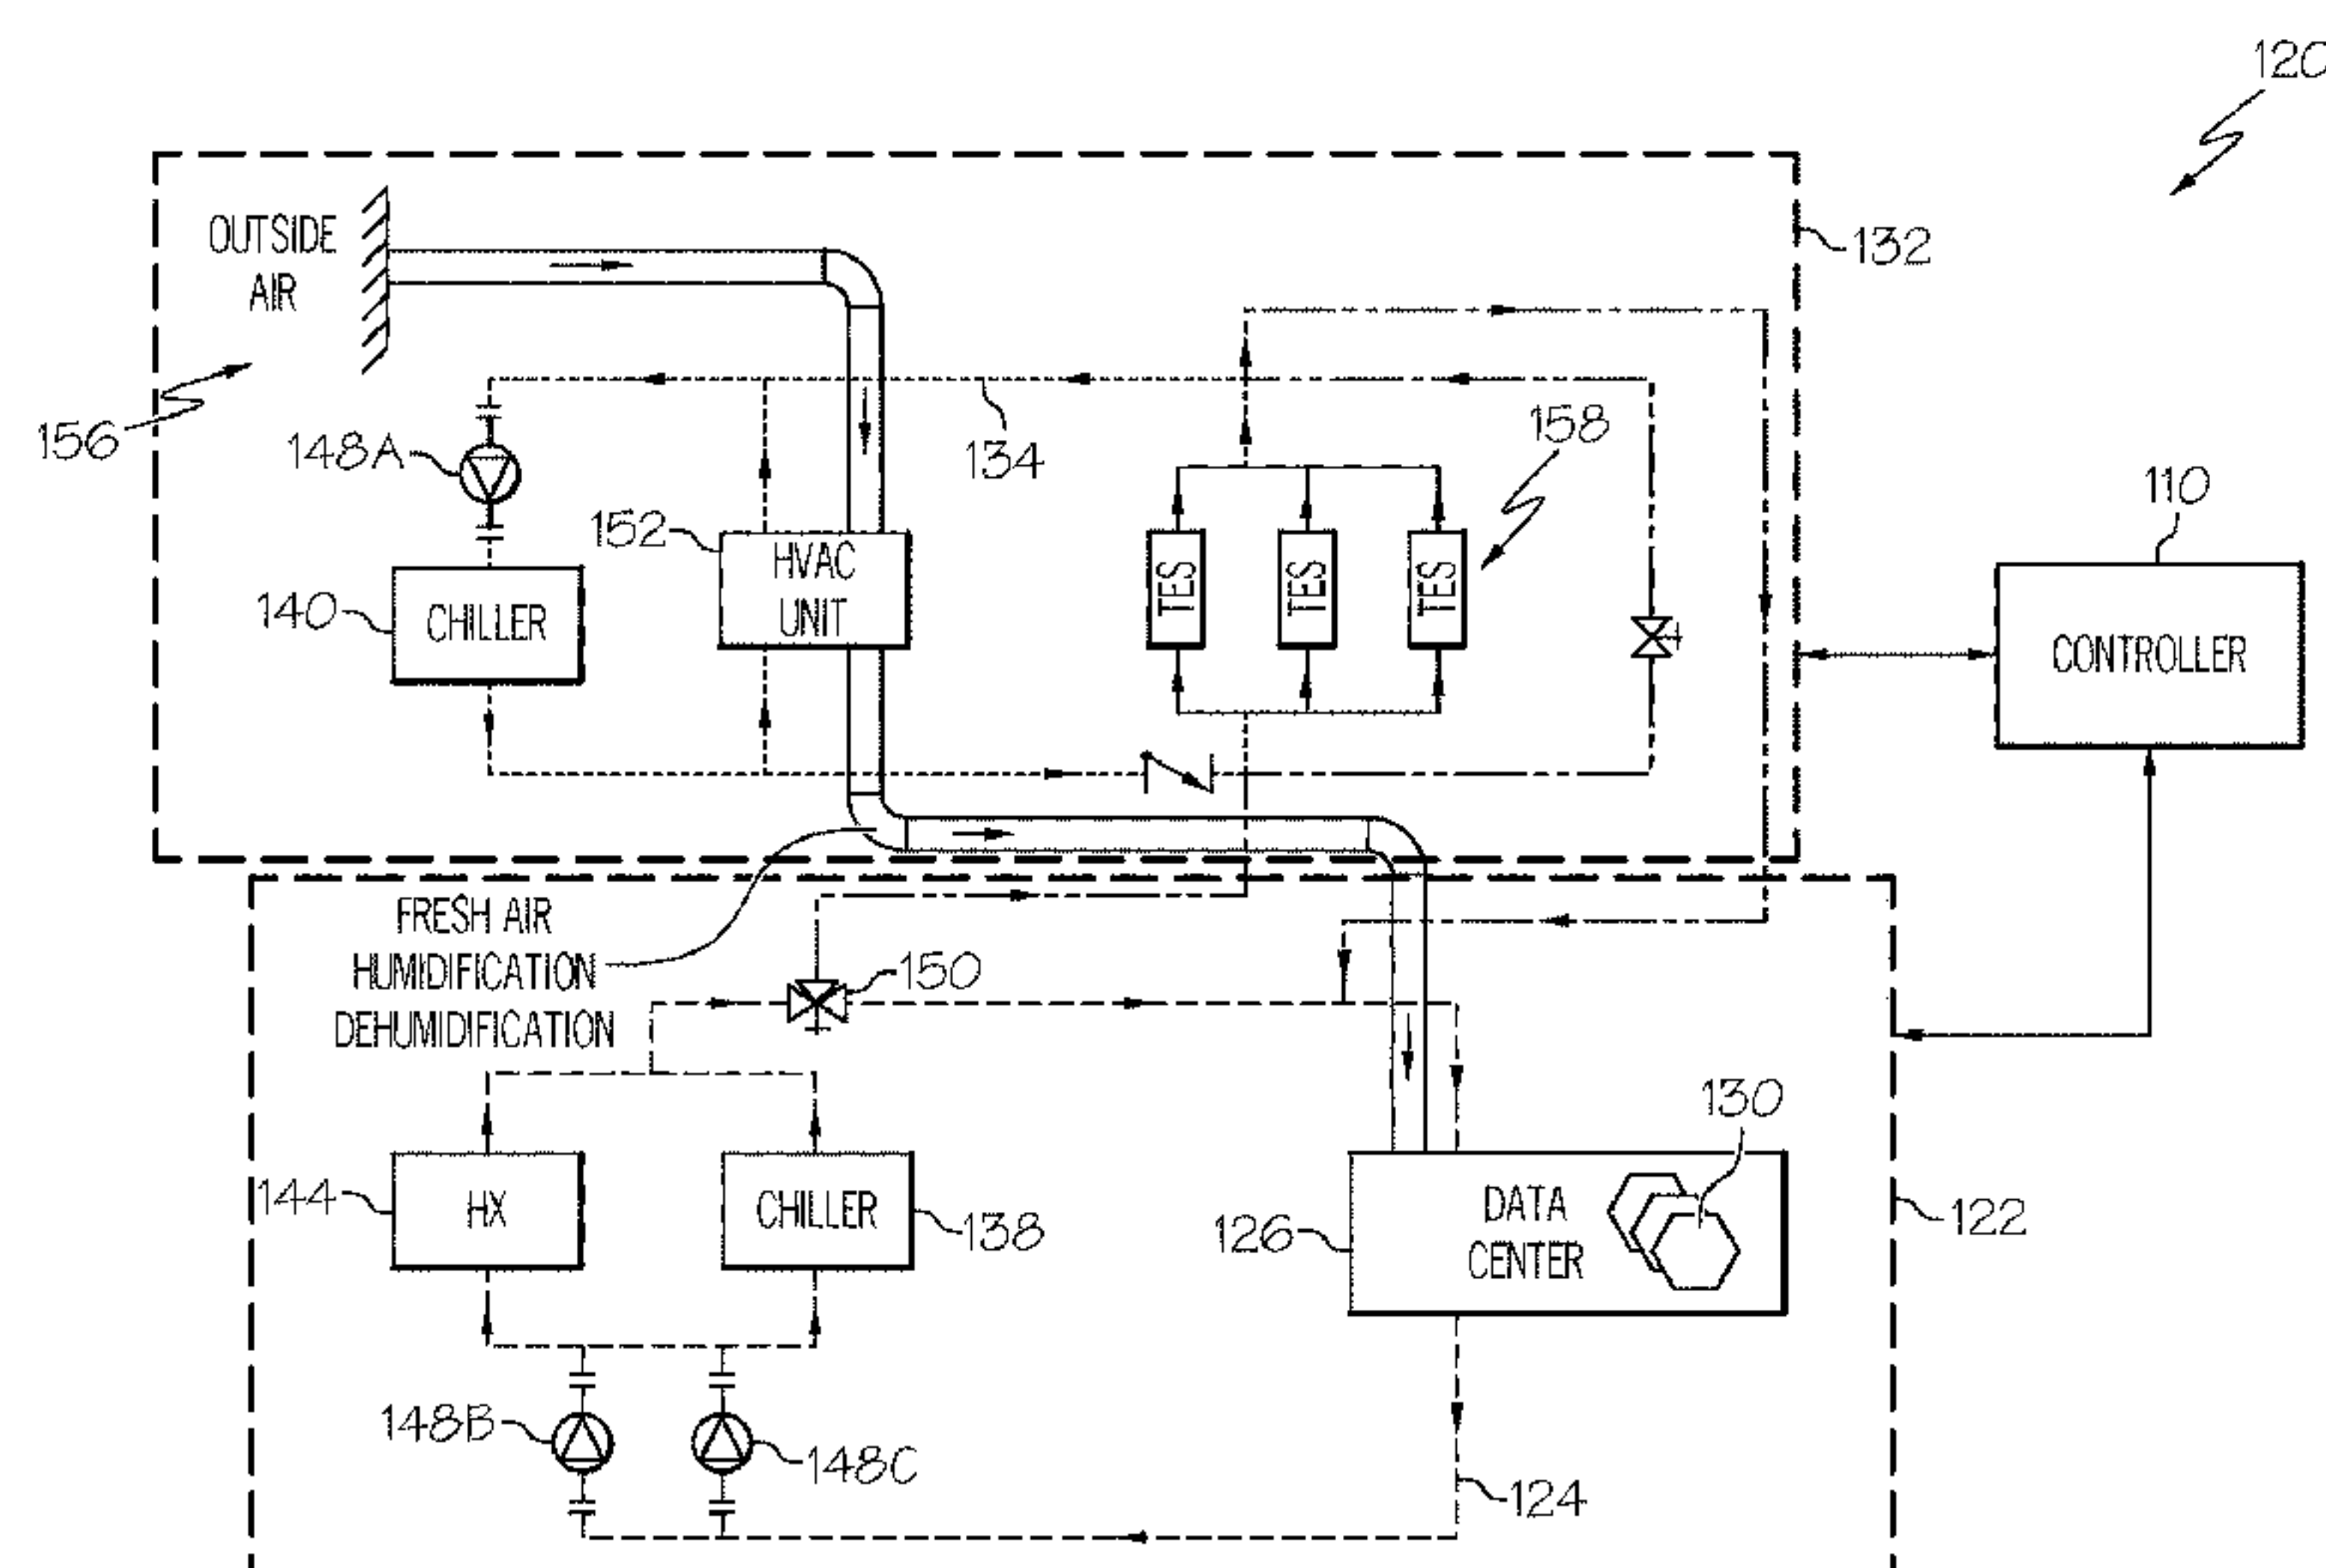 120
132
OUTSIDE
AIR
156
148A
134
158
152
HVAC
UNIT
TES
TES
TES
140
CHILLER
110
CONTROLLER
FRESH AIR
HUMIDIFICATION
DEHUMIDIFICATION
150
144
HX
CHILLER
138
130
126
DATA
CENTER
122
148B
148C
124